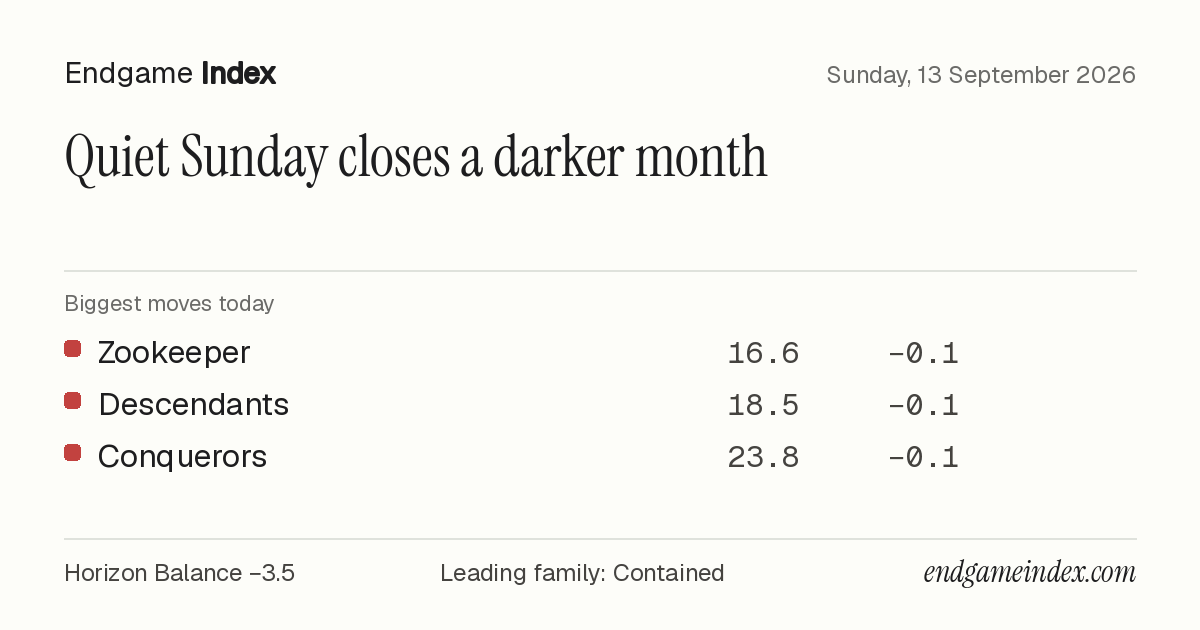 Endgame Index
Sunday, 13 September 2026
Quiet Sunday closes a darker month
Biggest moves today
Zookeeper 16.6 −0.1
Descendants 18.5 −0.1
Conquerors 23.8 −0.1
Horizon Balance −3.5
Leading family: Contained
endgameindex.com